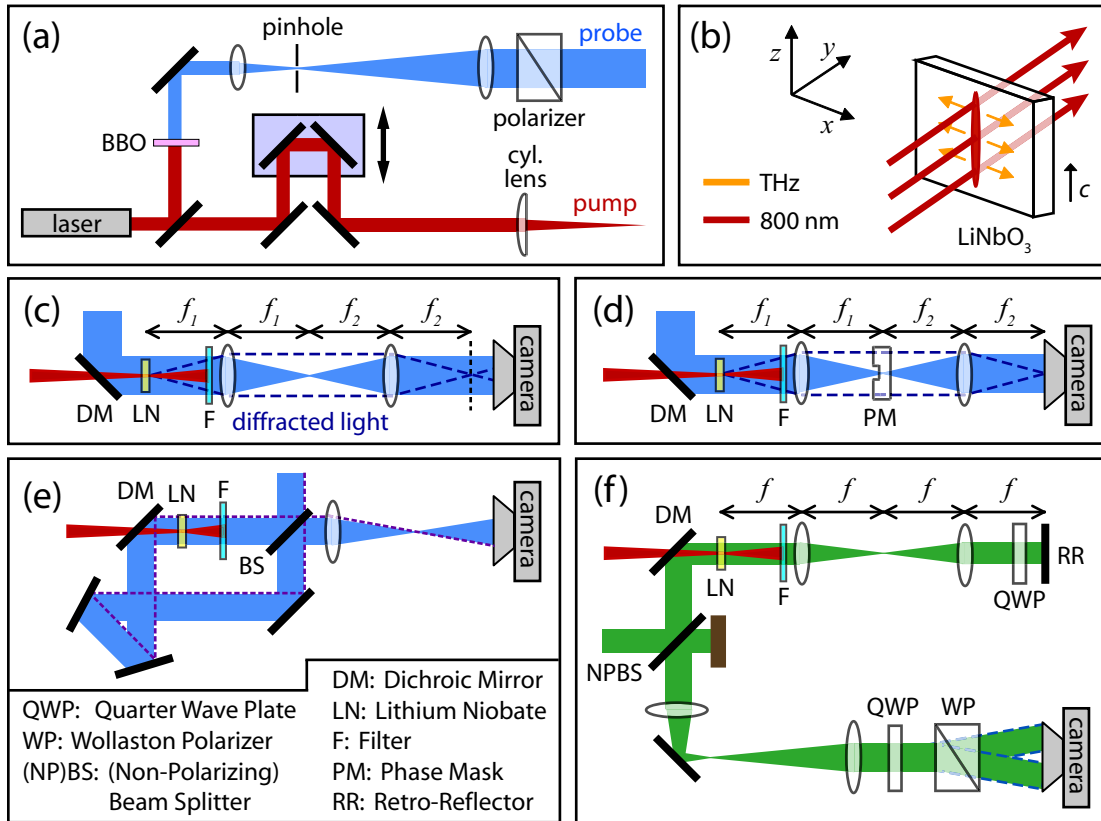 (a)
pinhole
probe
BBO
polarizer
cyl.
lens
laser
pump
(b)
z
y
x
THz
800 nm
c
LiNbO3
(c)
f1
f1
f2
f2
DM
LN
F
diffracted light
camera
(d)
f1
f1
f2
f2
DM
LN
F
PM
camera
(e)
DM
LN
F
BS
camera
QWP: Quarter Wave Plate
WP: Wollaston Polarizer
(NP)BS: (Non-Polarizing)
Beam Splitter
DM: Dichroic Mirror
LN: Lithium Niobate
F: Filter
PM: Phase Mask
RR: Retro-Reflector
(f)
f
f
f
f
DM
LN
F
QWP
RR
NPBS
QWP
WP
camera